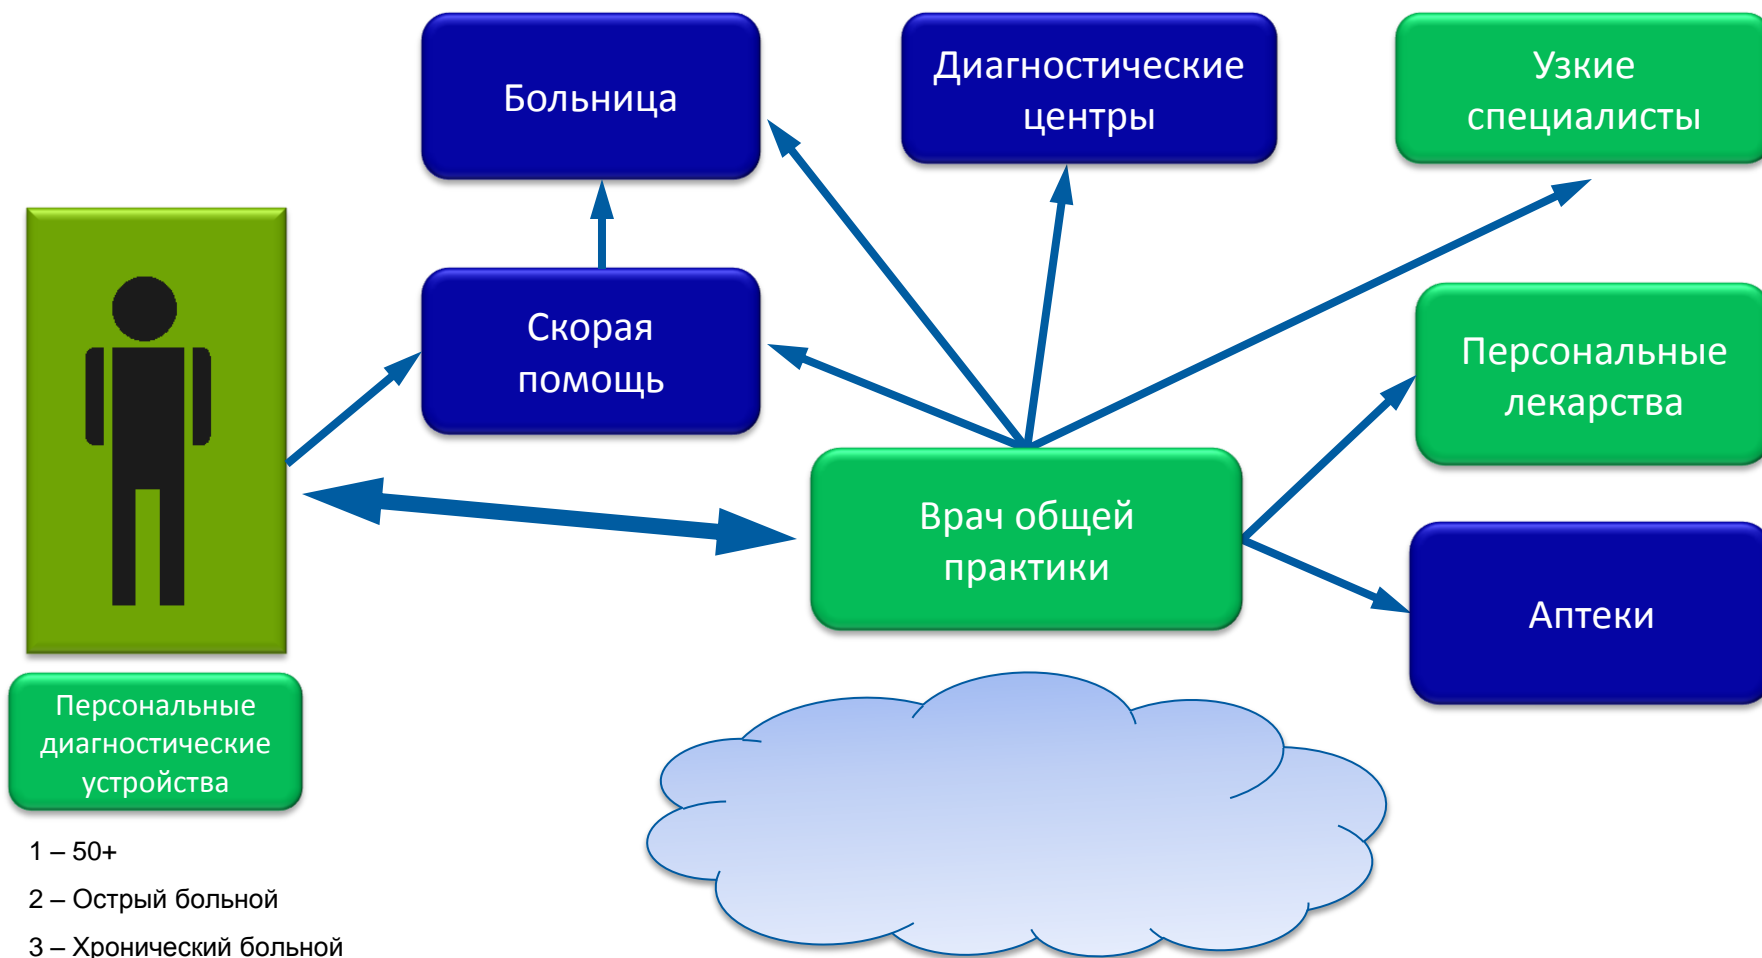 Больница
Диагностические
центры
Узкие
специалисты
Скорая
помощь
Персональные
лекарства
Врач общей
практики
Аптеки
Персональные
диагностические
устройства
1 – 50+
2 – Острый больной
3 – Хронический больной